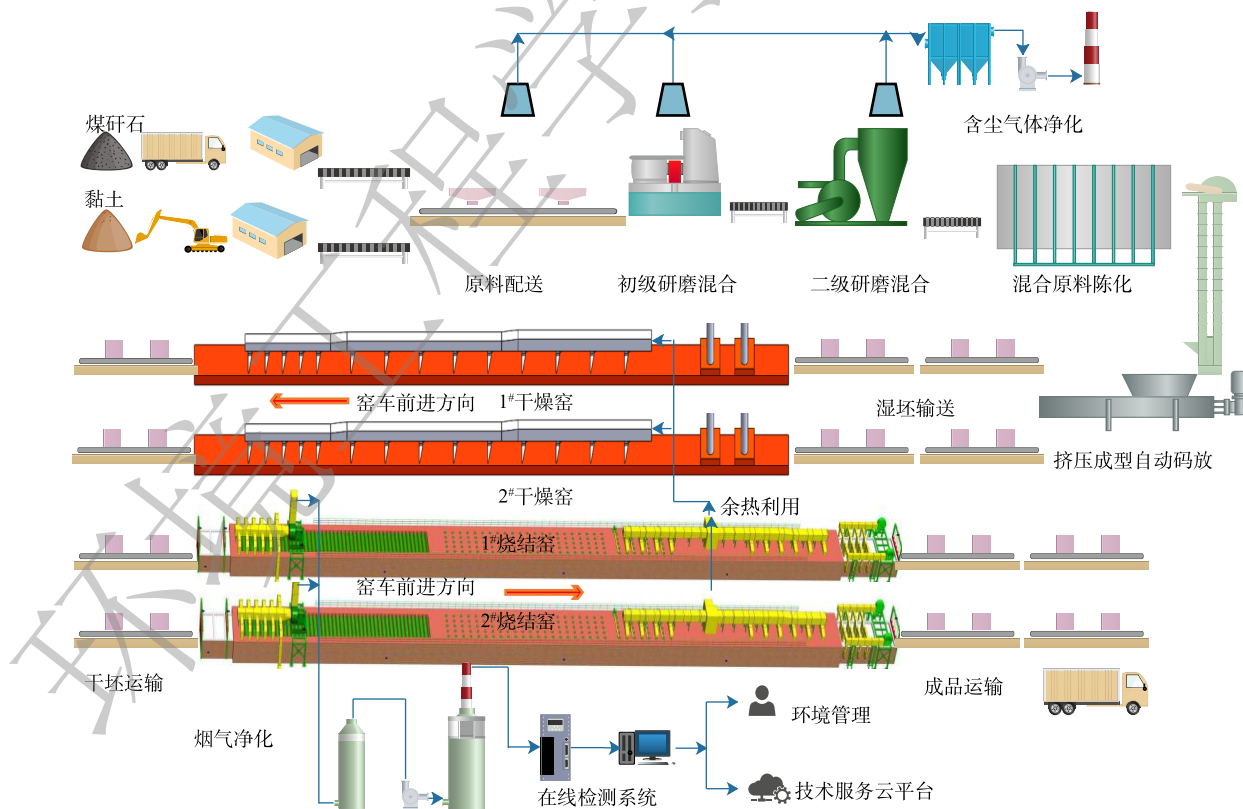 煤矸石
含尘气体净化
黏土
原料配送
初级研磨混合
二级研磨混合
混合原料陈化
窑车前进方向
1#干燥窑
湿坯输送
挤压成型自动码放
2#干燥窑
余热利用
1#烧结窑
窑车前进方向
2#烧结窑
干坯运输
成品运输
烟气净化
环境管理
在线检测系统
技术服务云平台
环境工程学